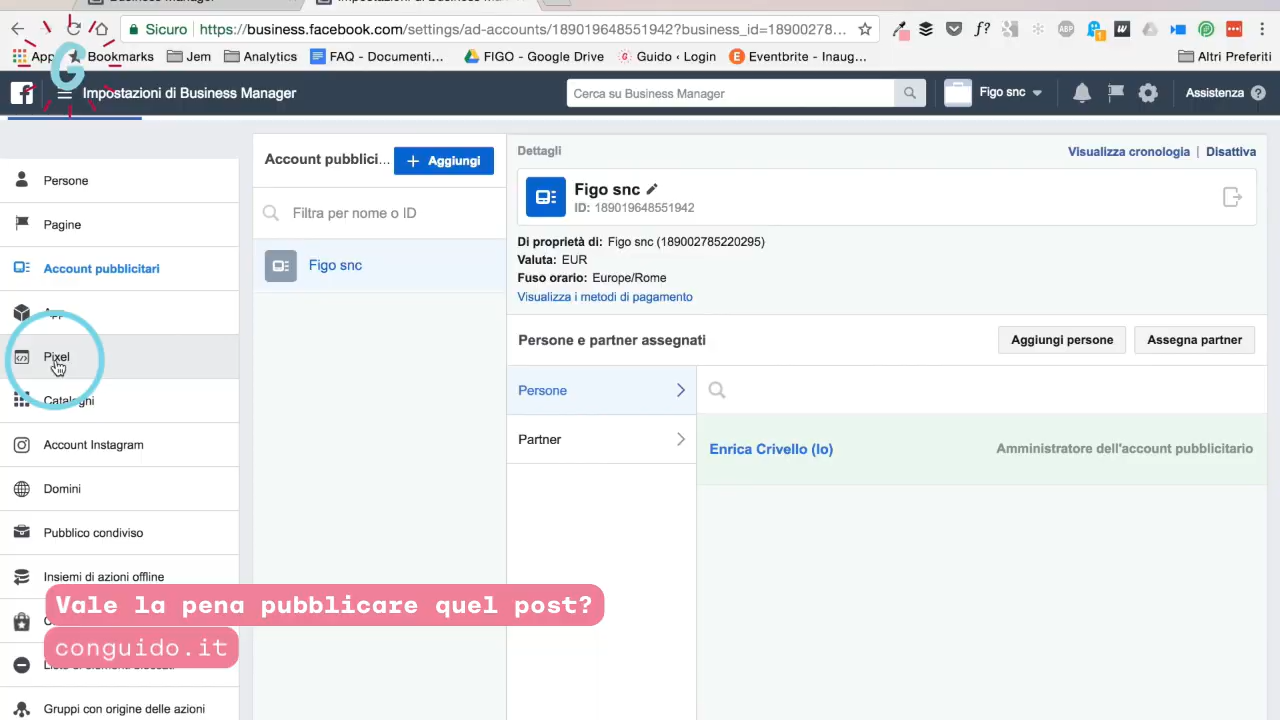 Sicuro
https://business.facebook.com/setings/ad-accounts/189019648551942?business_id=18900278...
Bookmarks
Jem
Analytics
FAQ - Documenti...
FIGO - Google Drive
Guido ‹ Login
Eventbrite - Inaug...
Altri Preferiti
Impostazioni di Business Manager
Cerca su Business Manager
Figo snc
Assistenza
Persone
Pagine
Account pubblicitari
Pixel
Cataloghi
Account Instagram
Domini
Pubblico condiviso
Insiemi di azioni offline
Gruppi con origine delle azioni
Account pubblici...
+ Aggiungi
Filtra per nome o ID
Figo snc
Dettagli
Visualizza cronologia | Disattiva
Figo snc
ID: 189019648551942
Di proprietà di: Figo snc (189002785220295)
Valuta: EUR
Fuso orario: Europe/Rome
Visualizza i metodi di pagamento
Persone e partner assegnati
Aggiungi persone
Assegna partner
Persone
Partner
Enrica Crivello (Io)
Amministratore dell'account pubblicitario
Vale la pena pubblicare quel post?
conguido.it